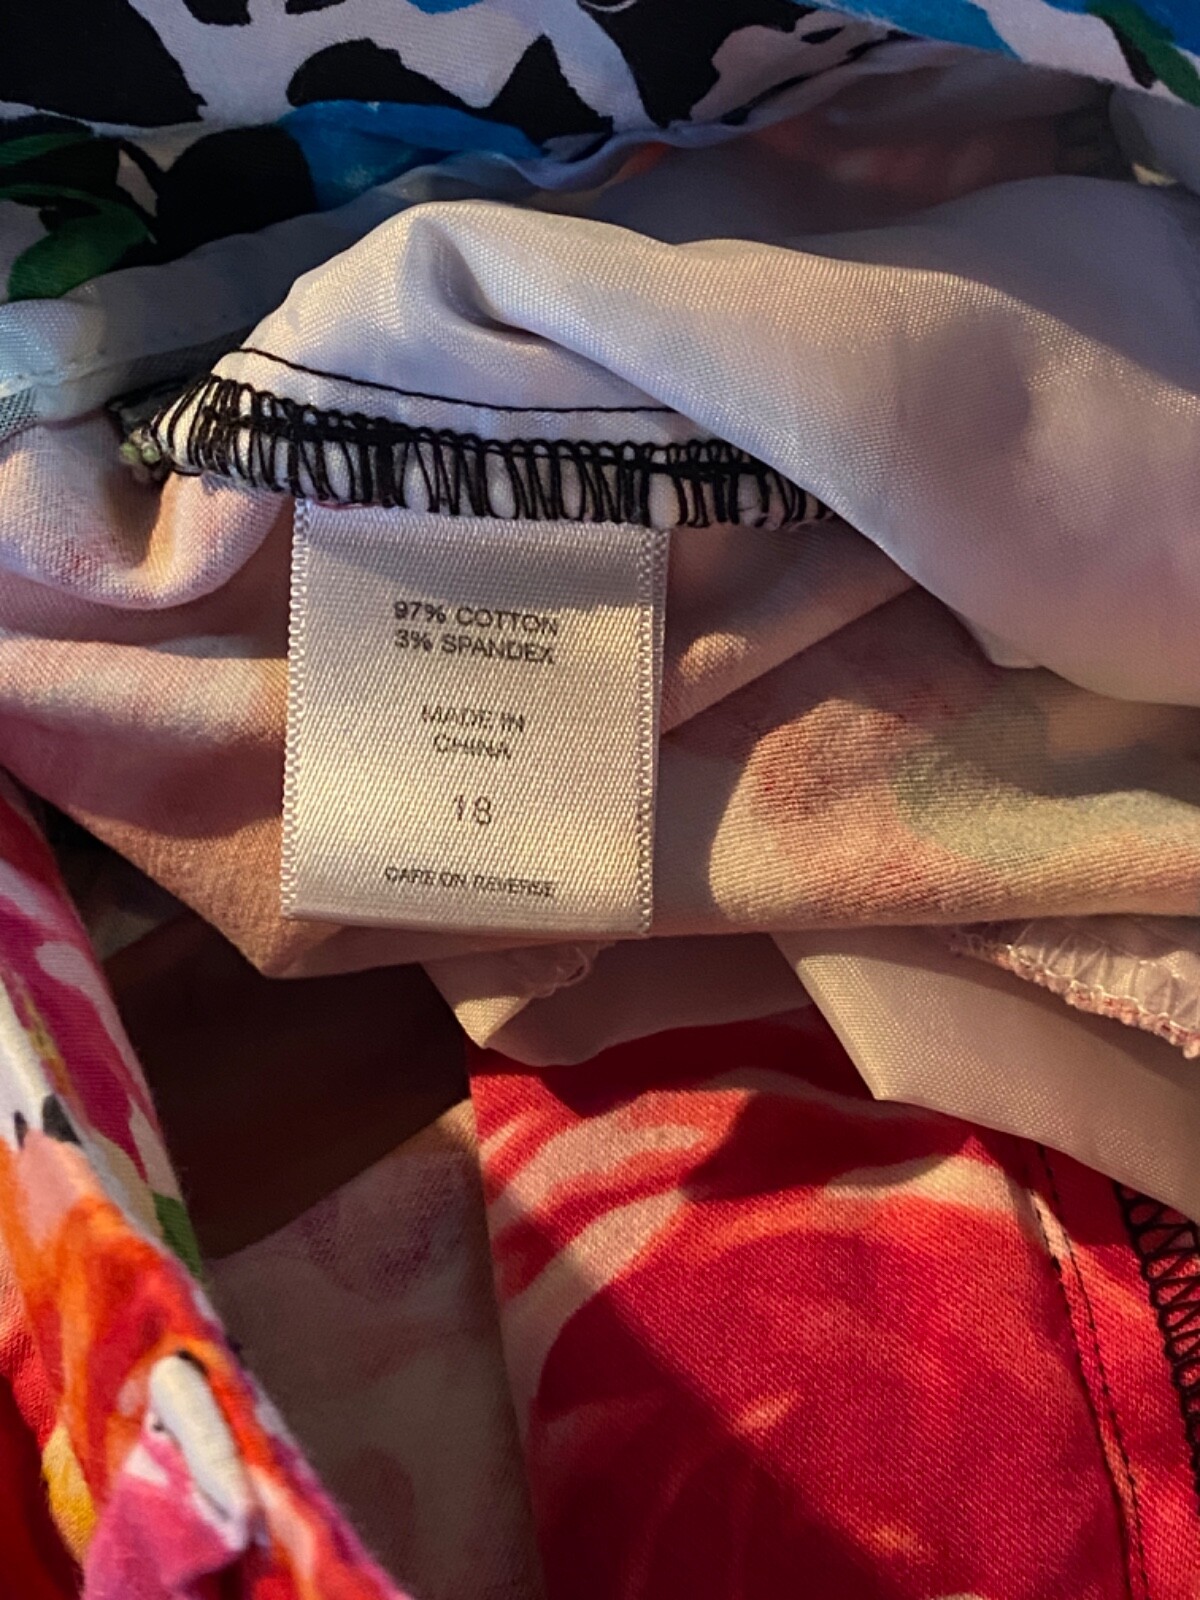 97% COTTON
3% SPANDEX
MADE IN
CHINA
18
CARE ON REVERSE